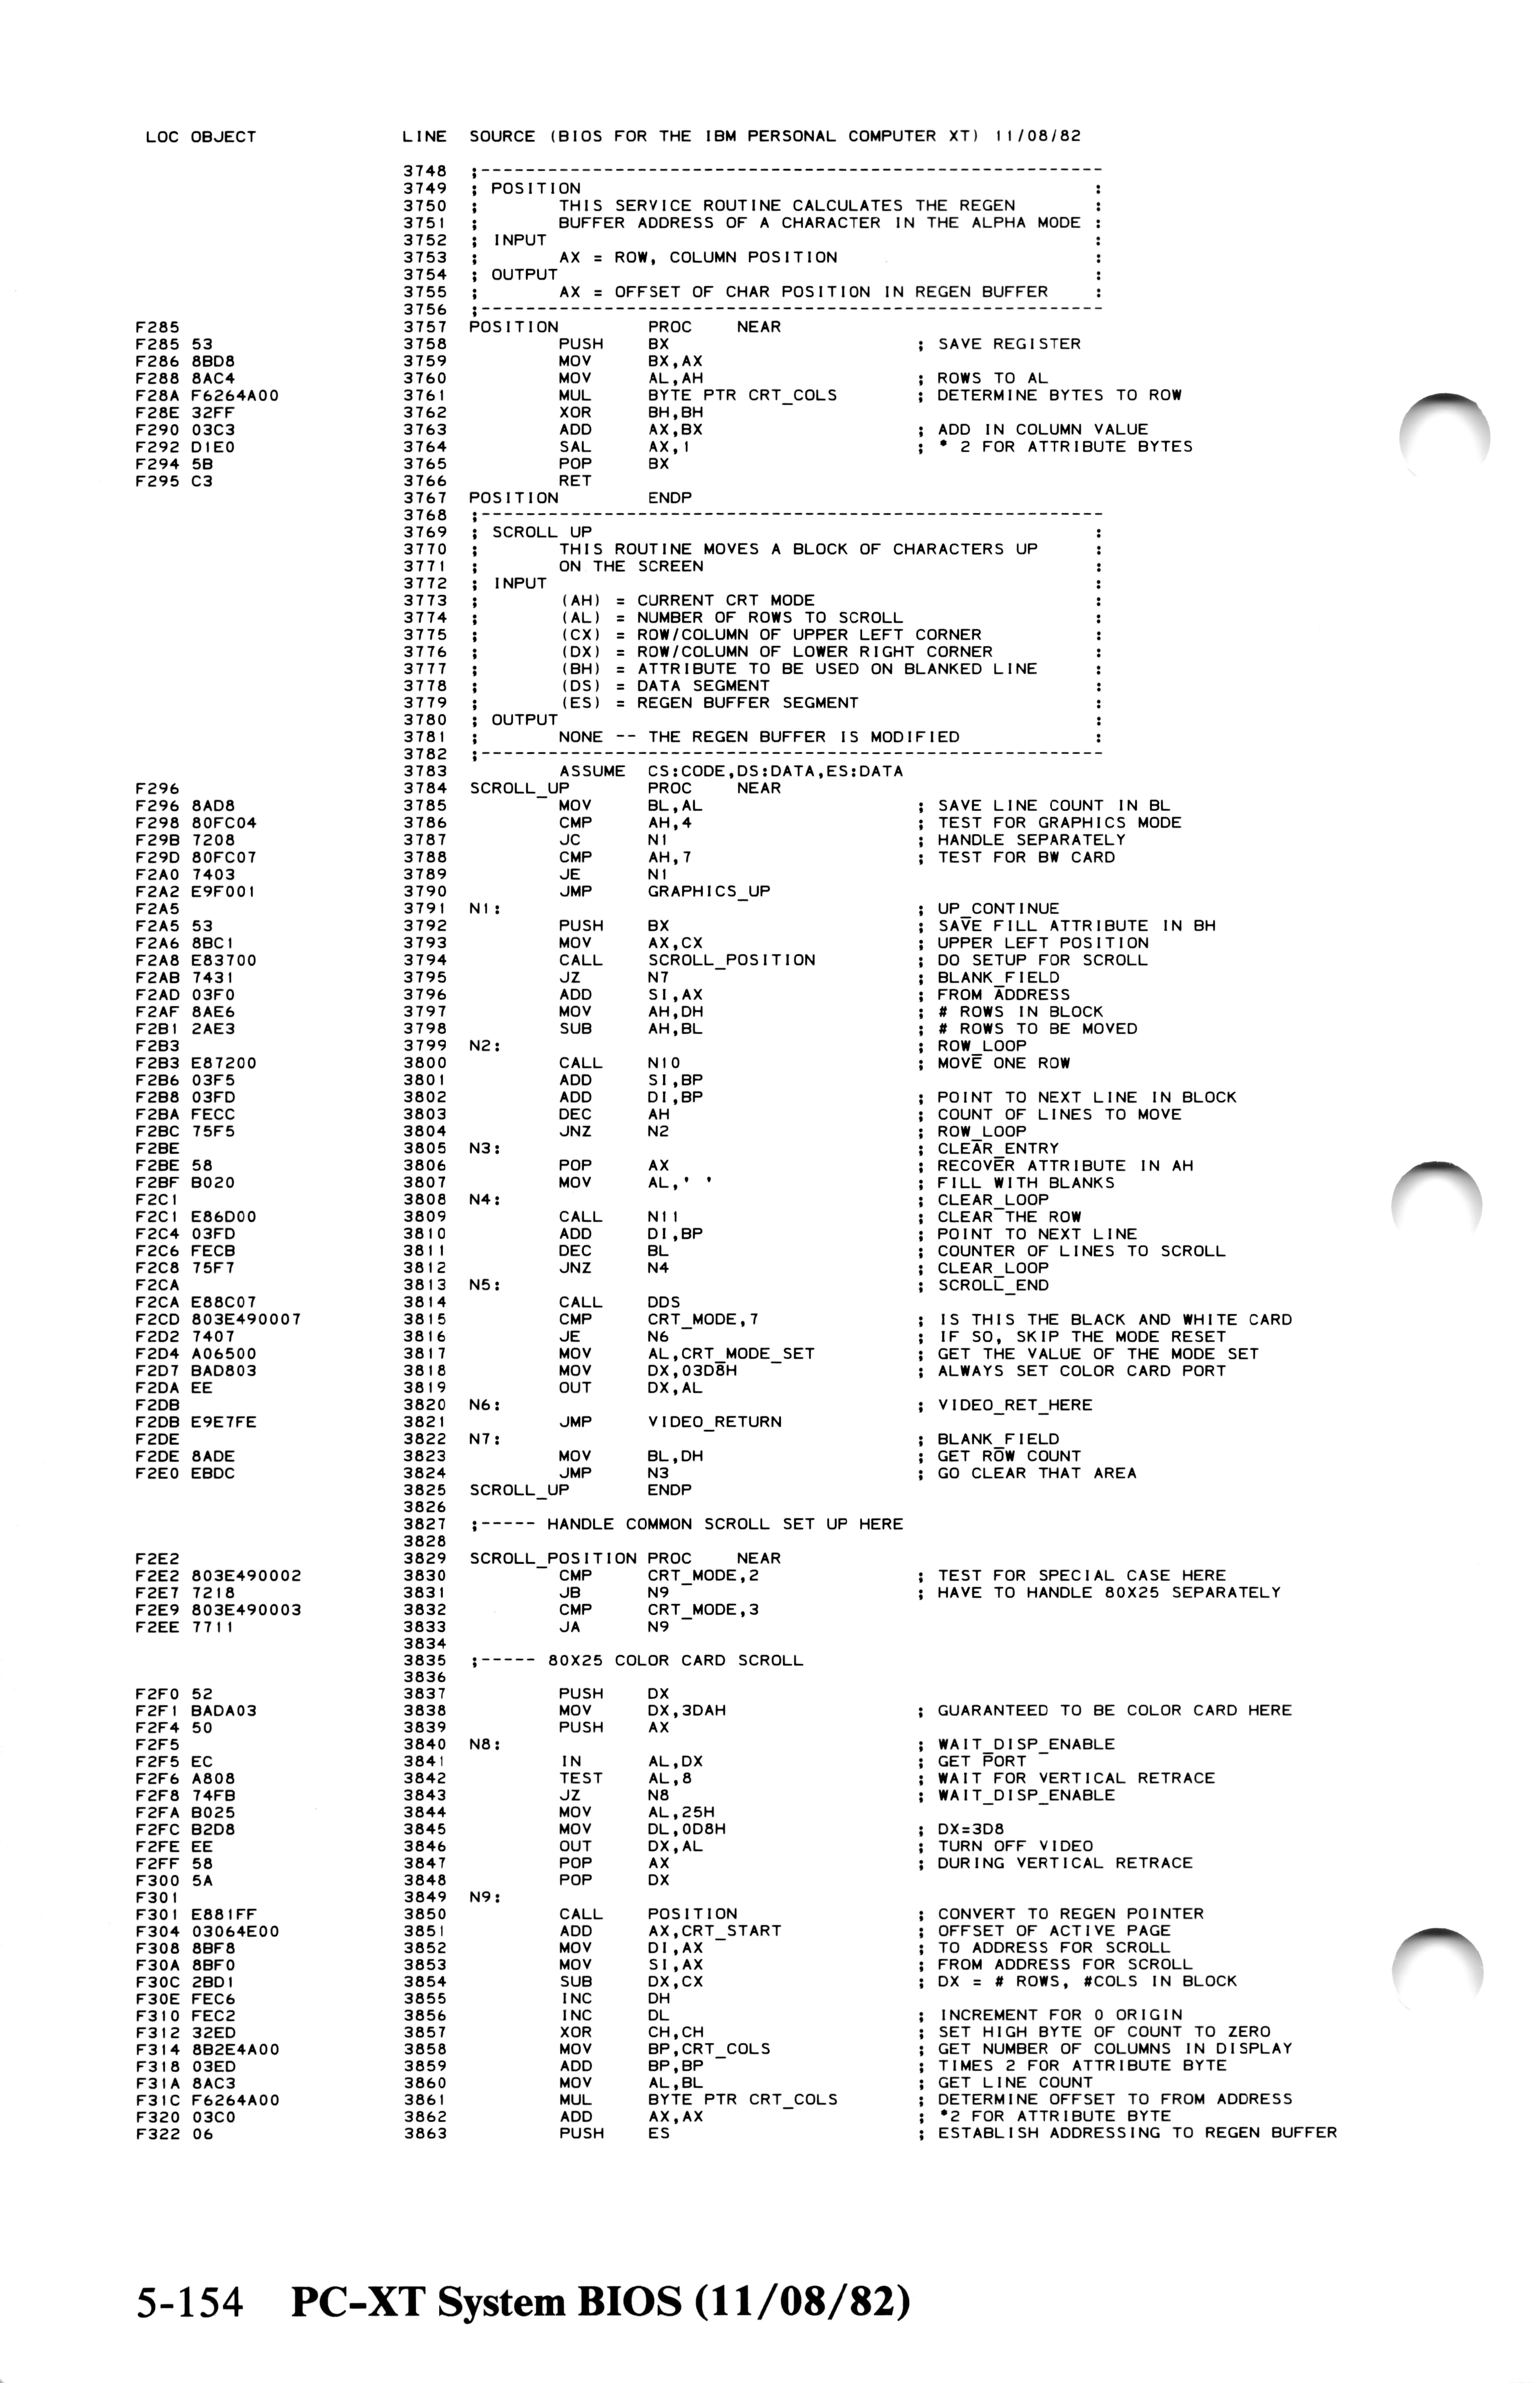 LOC OBJECT                 LINE  SOURCE (BIOS FOR THE IBM PERSONAL COMPUTER XT) 11/08/82
3748  ;---------------------------------------------------------
3749  ; POSITION                                                 :
3750  ;       THIS SERVICE ROUTINE CALCULATES THE REGEN          :
3751  ;       BUFFER ADDRESS OF A CHARACTER IN THE ALPHA MODE    :
3752  ; INPUT                                                    :
3753  ;       AX = ROW, COLUMN POSITION                          :
3754  ; OUTPUT                                                   :
3755  ;       AX = OFFSET OF CHAR POSITION IN REGEN BUFFER       :
3756  ;---------------------------------------------------------
F285  3757  POSITION  PROC  NEAR
F285 53  3758  PUSH  BX  ; SAVE REGISTER
F286 8BD8  3759  MOV  BX,AX
F288 8AC4  3760  MOV  AL,AH  ; ROWS TO AL
F28A F6264A00  3761  MUL  BYTE PTR CRT_COLS  ; DETERMINE BYTES TO ROW
F28E 32FF  3762  XOR  BH,BH
F290 03C3  3763  ADD  AX,BX  ; ADD IN COLUMN VALUE
F292 D1E0  3764  SAL  AX,1  ; * 2 FOR ATTRIBUTE BYTES
F294 5B  3765  POP  BX
F295 C3  3766  RET
3767  POSITION  ENDP
3768  ;---------------------------------------------------------
3769  ; SCROLL UP                                                :
3770  ;       THIS ROUTINE MOVES A BLOCK OF CHARACTERS UP        :
3771  ;       ON THE SCREEN                                      :
3772  ; INPUT                                                    :
3773  ;       (AH) = CURRENT CRT MODE                            :
3774  ;       (AL) = NUMBER OF ROWS TO SCROLL                    :
3775  ;       (CX) = ROW/COLUMN OF UPPER LEFT CORNER             :
3776  ;       (DX) = ROW/COLUMN OF LOWER RIGHT CORNER            :
3777  ;       (BH) = ATTRIBUTE TO BE USED ON BLANKED LINE        :
3778  ;       (DS) = DATA SEGMENT                                :
3779  ;       (ES) = REGEN BUFFER SEGMENT                        :
3780  ; OUTPUT                                                   :
3781  ;       NONE -- THE REGEN BUFFER IS MODIFIED               :
3782  ;---------------------------------------------------------
3783  ASSUME  CS:CODE,DS:DATA,ES:DATA
F296  3784  SCROLL_UP  PROC  NEAR
F296 8AD8  3785  MOV  BL,AL  ; SAVE LINE COUNT IN BL
F298 80FC04  3786  CMP  AH,4  ; TEST FOR GRAPHICS MODE
F29B 7208  3787  JC  N1  ; HANDLE SEPARATELY
F29D 80FC07  3788  CMP  AH,7  ; TEST FOR BW CARD
F2A0 7403  3789  JE  N1
F2A2 E9F001  3790  JMP  GRAPHICS_UP
F2A5  3791  N1:  ; UP_CONTINUE
F2A5 53  3792  PUSH  BX  ; SAVE FILL ATTRIBUTE IN BH
F2A6 8BC1  3793  MOV  AX,CX  ; UPPER LEFT POSITION
F2A8 E83700  3794  CALL  SCROLL_POSITION  ; DO SETUP FOR SCROLL
F2AB 7431  3795  JZ  N7  ; BLANK_FIELD
F2AD 03F0  3796  ADD  SI,AX  ; FROM ADDRESS
F2AF 8AE6  3797  MOV  AH,DH  ; # ROWS IN BLOCK
F2B1 2AE3  3798  SUB  AH,BL  ; # ROWS TO BE MOVED
F2B3  3799  N2:  ; ROW_LOOP
F2B3 E87200  3800  CALL  N10  ; MOVE ONE ROW
F2B6 03F5  3801  ADD  SI,BP
F2B8 03FD  3802  ADD  DI,BP  ; POINT TO NEXT LINE IN BLOCK
F2BA FECC  3803  DEC  AH  ; COUNT OF LINES TO MOVE
F2BC 75F5  3804  JNZ  N2  ; ROW_LOOP
F2BE  3805  N3:  ; CLEAR_ENTRY
F2BE 58  3806  POP  AX  ; RECOVER ATTRIBUTE IN AH
F2BF B020  3807  MOV  AL,' '  ; FILL WITH BLANKS
F2C1  3808  N4:  ; CLEAR_LOOP
F2C1 E86D00  3809  CALL  N11  ; CLEAR THE ROW
F2C4 03FD  3810  ADD  DI,BP  ; POINT TO NEXT LINE
F2C6 FECB  3811  DEC  BL  ; COUNTER OF LINES TO SCROLL
F2C8 75F7  3812  JNZ  N4  ; CLEAR_LOOP
F2CA  3813  N5:  ; SCROLL_END
F2CA E88C07  3814  CALL  DDS
F2CD 803E490007  3815  CMP  CRT_MODE,7  ; IS THIS THE BLACK AND WHITE CARD
F2D2 7407  3816  JE  N6  ; IF SO, SKIP THE MODE RESET
F2D4 A06500  3817  MOV  AL,CRT_MODE_SET  ; GET THE VALUE OF THE MODE SET
F2D7 BAD803  3818  MOV  DX,03D8H  ; ALWAYS SET COLOR CARD PORT
F2DA EE  3819  OUT  DX,AL
F2DB  3820  N6:  ; VIDEO_RET_HERE
F2DB E9E7FE  3821  JMP  VIDEO_RETURN
F2DE  3822  N7:  ; BLANK_FIELD
F2DE 8ADE  3823  MOV  BL,DH  ; GET ROW COUNT
F2E0 EBDC  3824  JMP  N3  ; GO CLEAR THAT AREA
3825  SCROLL_UP  ENDP
3826
3827  ;----- HANDLE COMMON SCROLL SET UP HERE
3828
F2E2  3829  SCROLL_POSITION PROC  NEAR
F2E2 803E490002  3830  CMP  CRT_MODE,2  ; TEST FOR SPECIAL CASE HERE
F2E7 7218  3831  JB  N9  ; HAVE TO HANDLE 80X25 SEPARATELY
F2E9 803E490003  3832  CMP  CRT_MODE,3
F2EE 7711  3833  JA  N9
3834
3835  ;----- 80X25 COLOR CARD SCROLL
3836
F2F0 52  3837  PUSH  DX
F2F1 BADA03  3838  MOV  DX,3DAH  ; GUARANTEED TO BE COLOR CARD HERE
F2F4 50  3839  PUSH  AX
F2F5  3840  N8:  ; WAIT_DISP_ENABLE
F2F5 EC  3841  IN  AL,DX  ; GET PORT
F2F6 A808  3842  TEST  AL,8  ; WAIT FOR VERTICAL RETRACE
F2F8 74FB  3843  JZ  N8  ; WAIT_DISP_ENABLE
F2FA B025  3844  MOV  AL,25H
F2FC B2D8  3845  MOV  DL,0D8H  ; DX=3D8
F2FE EE  3846  OUT  DX,AL  ; TURN OFF VIDEO
F2FF 58  3847  POP  AX  ; DURING VERTICAL RETRACE
F300 5A  3848  POP  DX
F301  3849  N9:
F301 E881FF  3850  CALL  POSITION  ; CONVERT TO REGEN POINTER
F304 03064E00  3851  ADD  AX,CRT_START  ; OFFSET OF ACTIVE PAGE
F308 8BF8  3852  MOV  DI,AX  ; TO ADDRESS FOR SCROLL
F30A 8BF0  3853  MOV  SI,AX  ; FROM ADDRESS FOR SCROLL
F30C 2BD1  3854  SUB  DX,CX  ; DX = # ROWS, #COLS IN BLOCK
F30E FEC6  3855  INC  DH
F310 FEC2  3856  INC  DL  ; INCREMENT FOR 0 ORIGIN
F312 32ED  3857  XOR  CH,CH  ; SET HIGH BYTE OF COUNT TO ZERO
F314 8B2E4A00  3858  MOV  BP,CRT_COLS  ; GET NUMBER OF COLUMNS IN DISPLAY
F318 03ED  3859  ADD  BP,BP  ; TIMES 2 FOR ATTRIBUTE BYTE
F31A 8AC3  3860  MOV  AL,BL  ; GET LINE COUNT
F31C F6264A00  3861  MUL  BYTE PTR CRT_COLS  ; DETERMINE OFFSET TO FROM ADDRESS
F320 03C0  3862  ADD  AX,AX  ; *2 FOR ATTRIBUTE BYTE
F322 06  3863  PUSH  ES  ; ESTABLISH ADDRESSING TO REGEN BUFFER
5-154    PC-XT System BIOS (11/08/82)